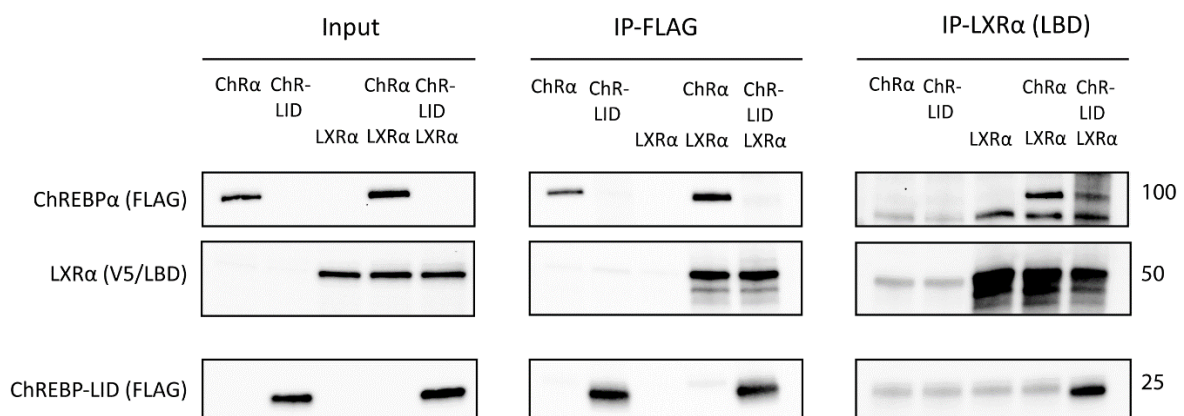 Input IP-FLAG IP-LXRα (LBD)
ChRα ChR- ChRα ChR- ChRα ChR- ChRα ChR- ChRα ChR- ChRα ChR-
LID LID LID LID LID LID
LXRα LXRα LXRα LXRα LXRα LXRα LXRα LXRα LXRα
ChREBPα (FLAG) 100
LXRα (V5/LBD) 50
ChREBP-LID (FLAG) 25